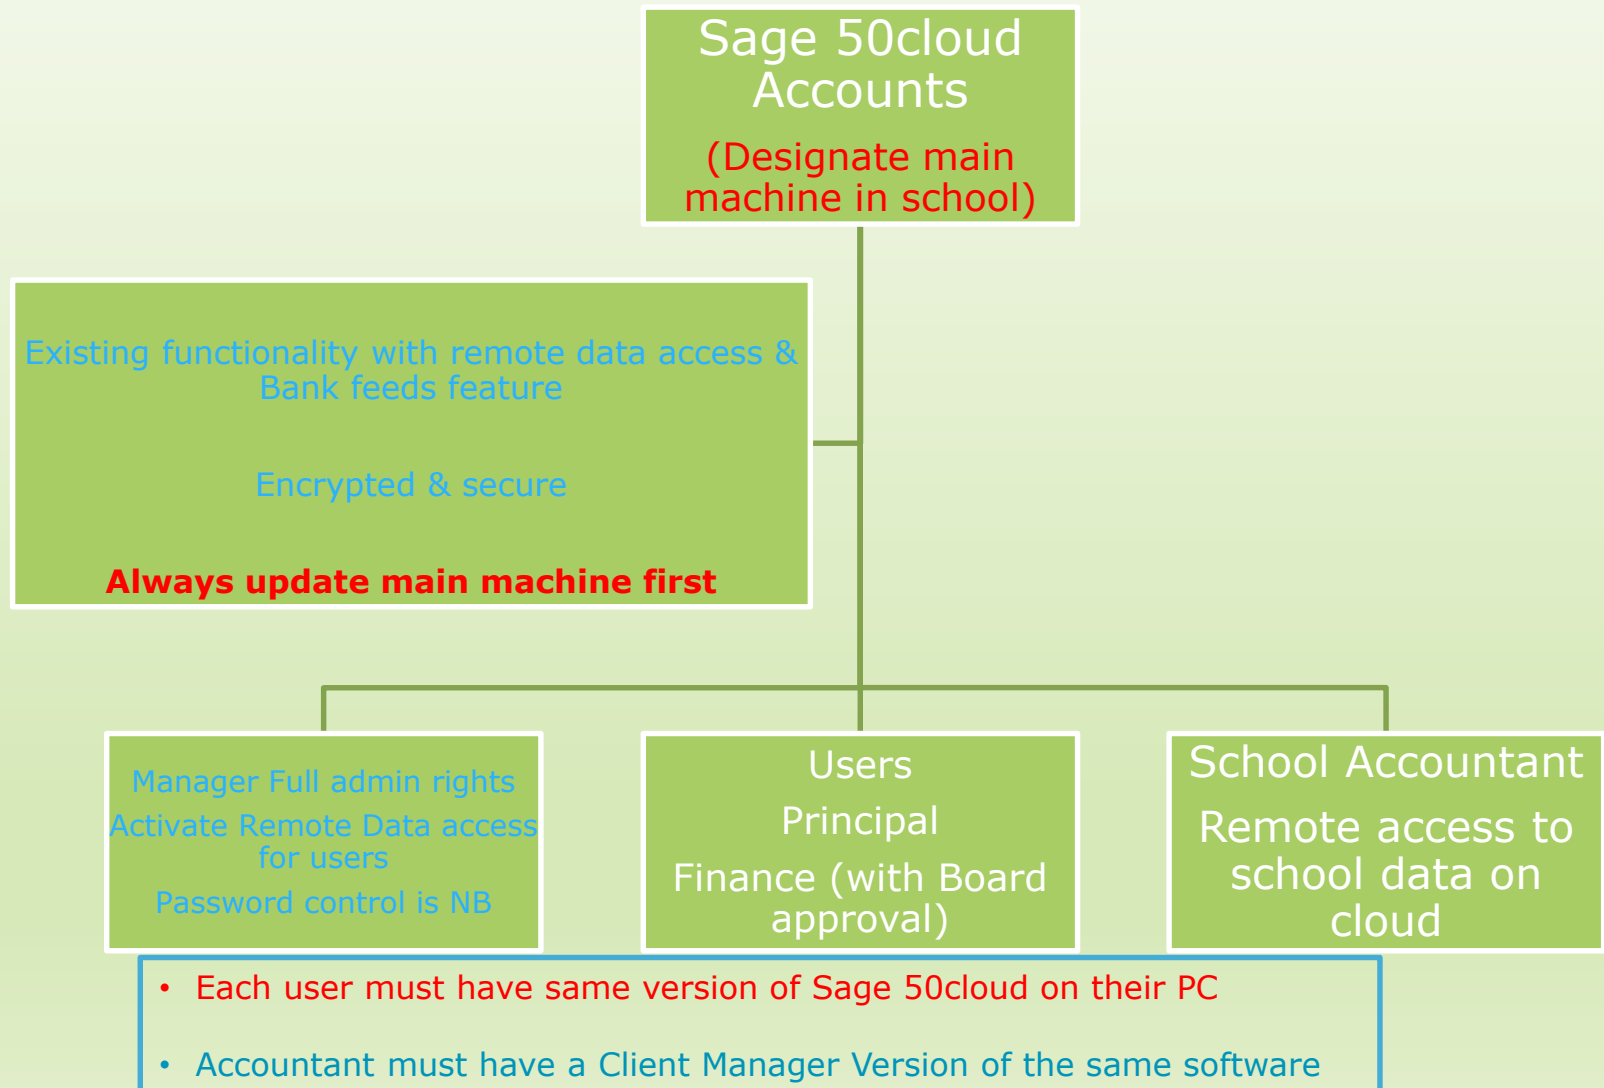 Sage 50cloud
Accounts
(Designate main
machine in school)
Existing functionality with remote data access &
Bank feeds feature
Encrypted & secure
Always update main machine first
Manager Full admin rights
Activate Remote Data access
for users
Password control is NB
Users
Principal
Finance (with Board
approval)
School Accountant
Remote access to
school data on
cloud
• Each user must have same version of Sage 50cloud on their PC
• Accountant must have a Client Manager Version of the same software